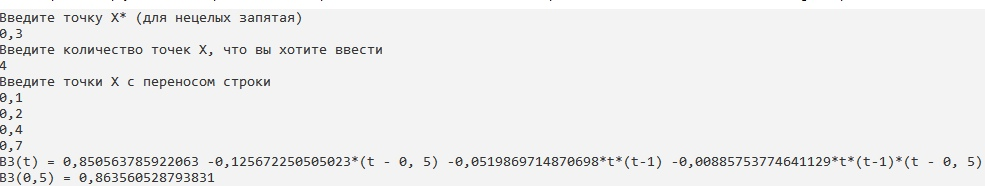 Введите точку X* (для нецелых запятая)
0,3
Введите количество точек X, что вы хотите ввести
4
Введите точки X с переносом строки
0,1
0,2
0,4
0,7
B3(t) = 0,850563785922063 -0,125672250505023*(t - 0, 5) -0,0519869714870698*t*(t-1) -0,00885753774641129*t*(t-1)*(t - 0, 5)
B3(0,5) = 0,863560528793831